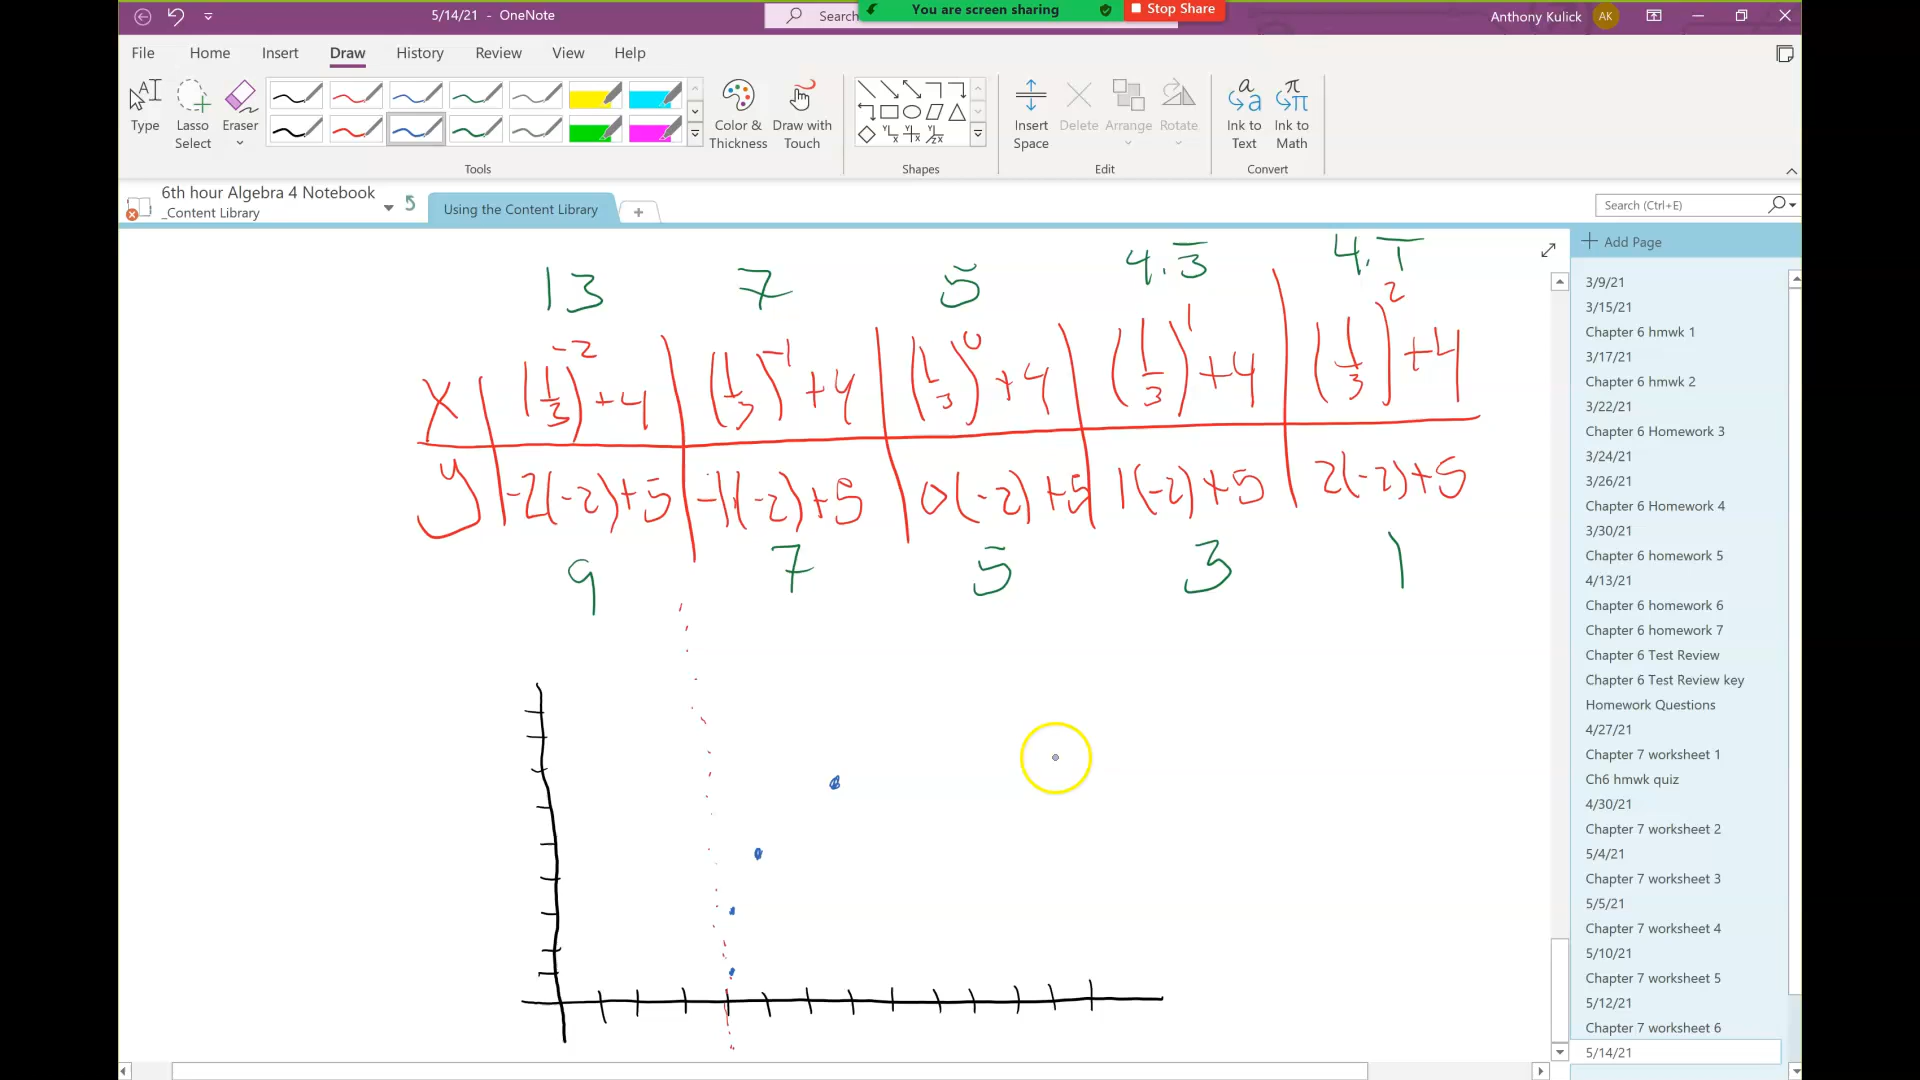 5/14/21 - OneNote
Search
You are screen sharing
Stop Share
Anthony Kulick
AK
File Home Insert Draw History Review View Help
Type
Lasso Select
Eraser
Color & Thickness
Draw with Touch
Insert Space
Delete
Arrange
Rotate
Ink to Text
Ink to Math
Tools
Shapes
Edit
Convert
6th hour Algebra 4 Notebook
_Content Library
Using the Content Library
Search (Ctrl+E)
13 7 5 4.3̅ 4.1̅
X (1/3)^-2 +4 (1/3)^-1 +4 (1/3)^0 +4 (1/3)^1 +4 (1/3)^2 +4
y -2(-2)+5 -1(-2)+5 0(-2)+5 1(-2)+5 2(-2)+5
9 7 5 3 1
Add Page
3/9/21
3/15/21
Chapter 6 hmwk 1
3/17/21
Chapter 6 hmwk 2
3/22/21
Chapter 6 Homework 3
3/24/21
3/26/21
Chapter 6 Homework 4
3/30/21
Chapter 6 homework 5
4/13/21
Chapter 6 homework 6
Chapter 6 homework 7
Chapter 6 Test Review
Chapter 6 Test Review key
Homework Questions
4/27/21
Chapter 7 worksheet 1
Ch6 hmwk quiz
4/30/21
Chapter 7 worksheet 2
5/4/21
Chapter 7 worksheet 3
5/5/21
Chapter 7 worksheet 4
5/10/21
Chapter 7 worksheet 5
5/12/21
Chapter 7 worksheet 6
5/14/21